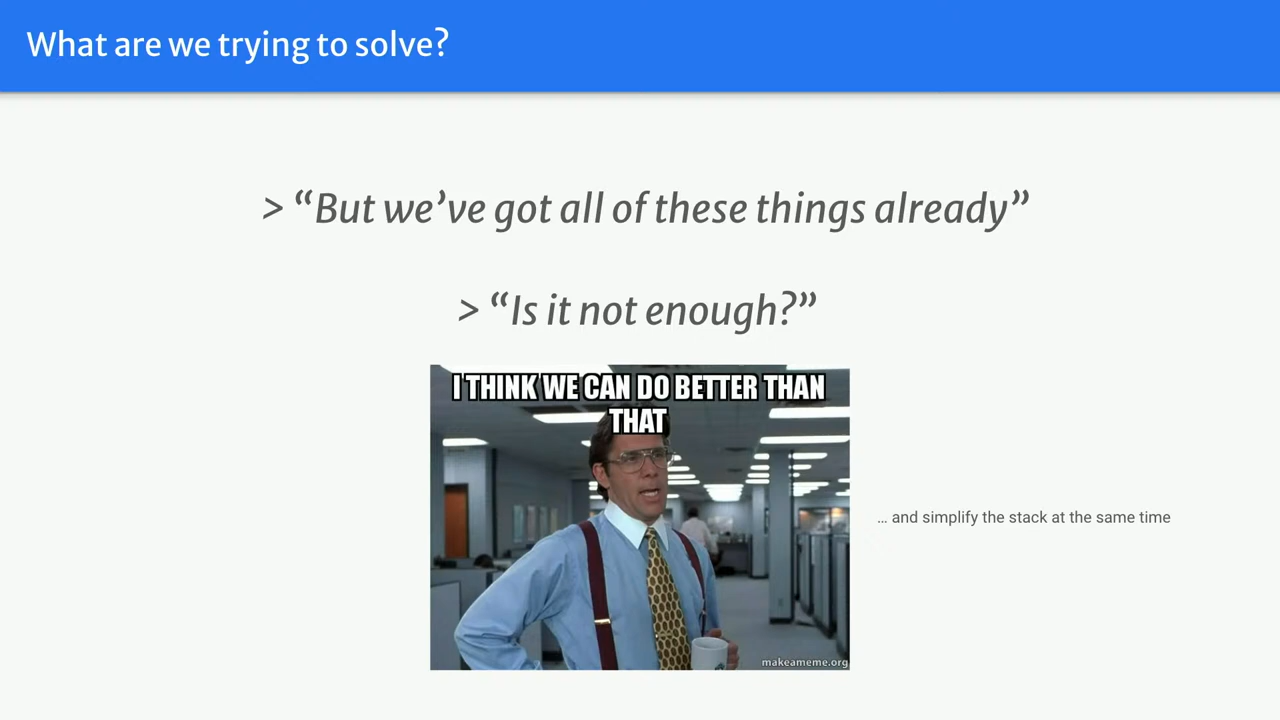 What are we trying to solve?
> “But we’ve got all of these things already”
> “Is it not enough?”
I THINK WE CAN DO BETTER THAN
THAT
… and simplify the stack at the same time
makeameme.org